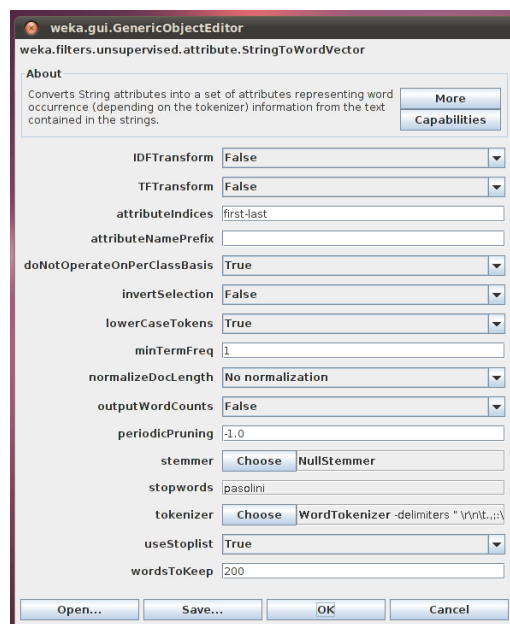 weka.gui.GenericObjectEditor
weka.filters.unsupervised.attribute.StringToWordVector
About
Converts String attributes into a set of attributes representing word
occurrence (depending on the tokenizer) information from the text
contained in the strings.
More
Capabilities
IDFTransform False
TFTransform False
attributeIndices first-last
attributeNamePrefix
doNotOperateOnPerClassBasis True
invertSelection False
lowerCaseTokens True
minTermFreq 1
normalizeDocLength No normalization
outputWordCounts False
periodicPruning -1.0
stemmer Choose NullStemmer
stopwords pasolini
tokenizer Choose WordTokenizer -delimiters " \r\n\t.,;:\
useStoplist True
wordsToKeep 200
Open... Save... OK Cancel